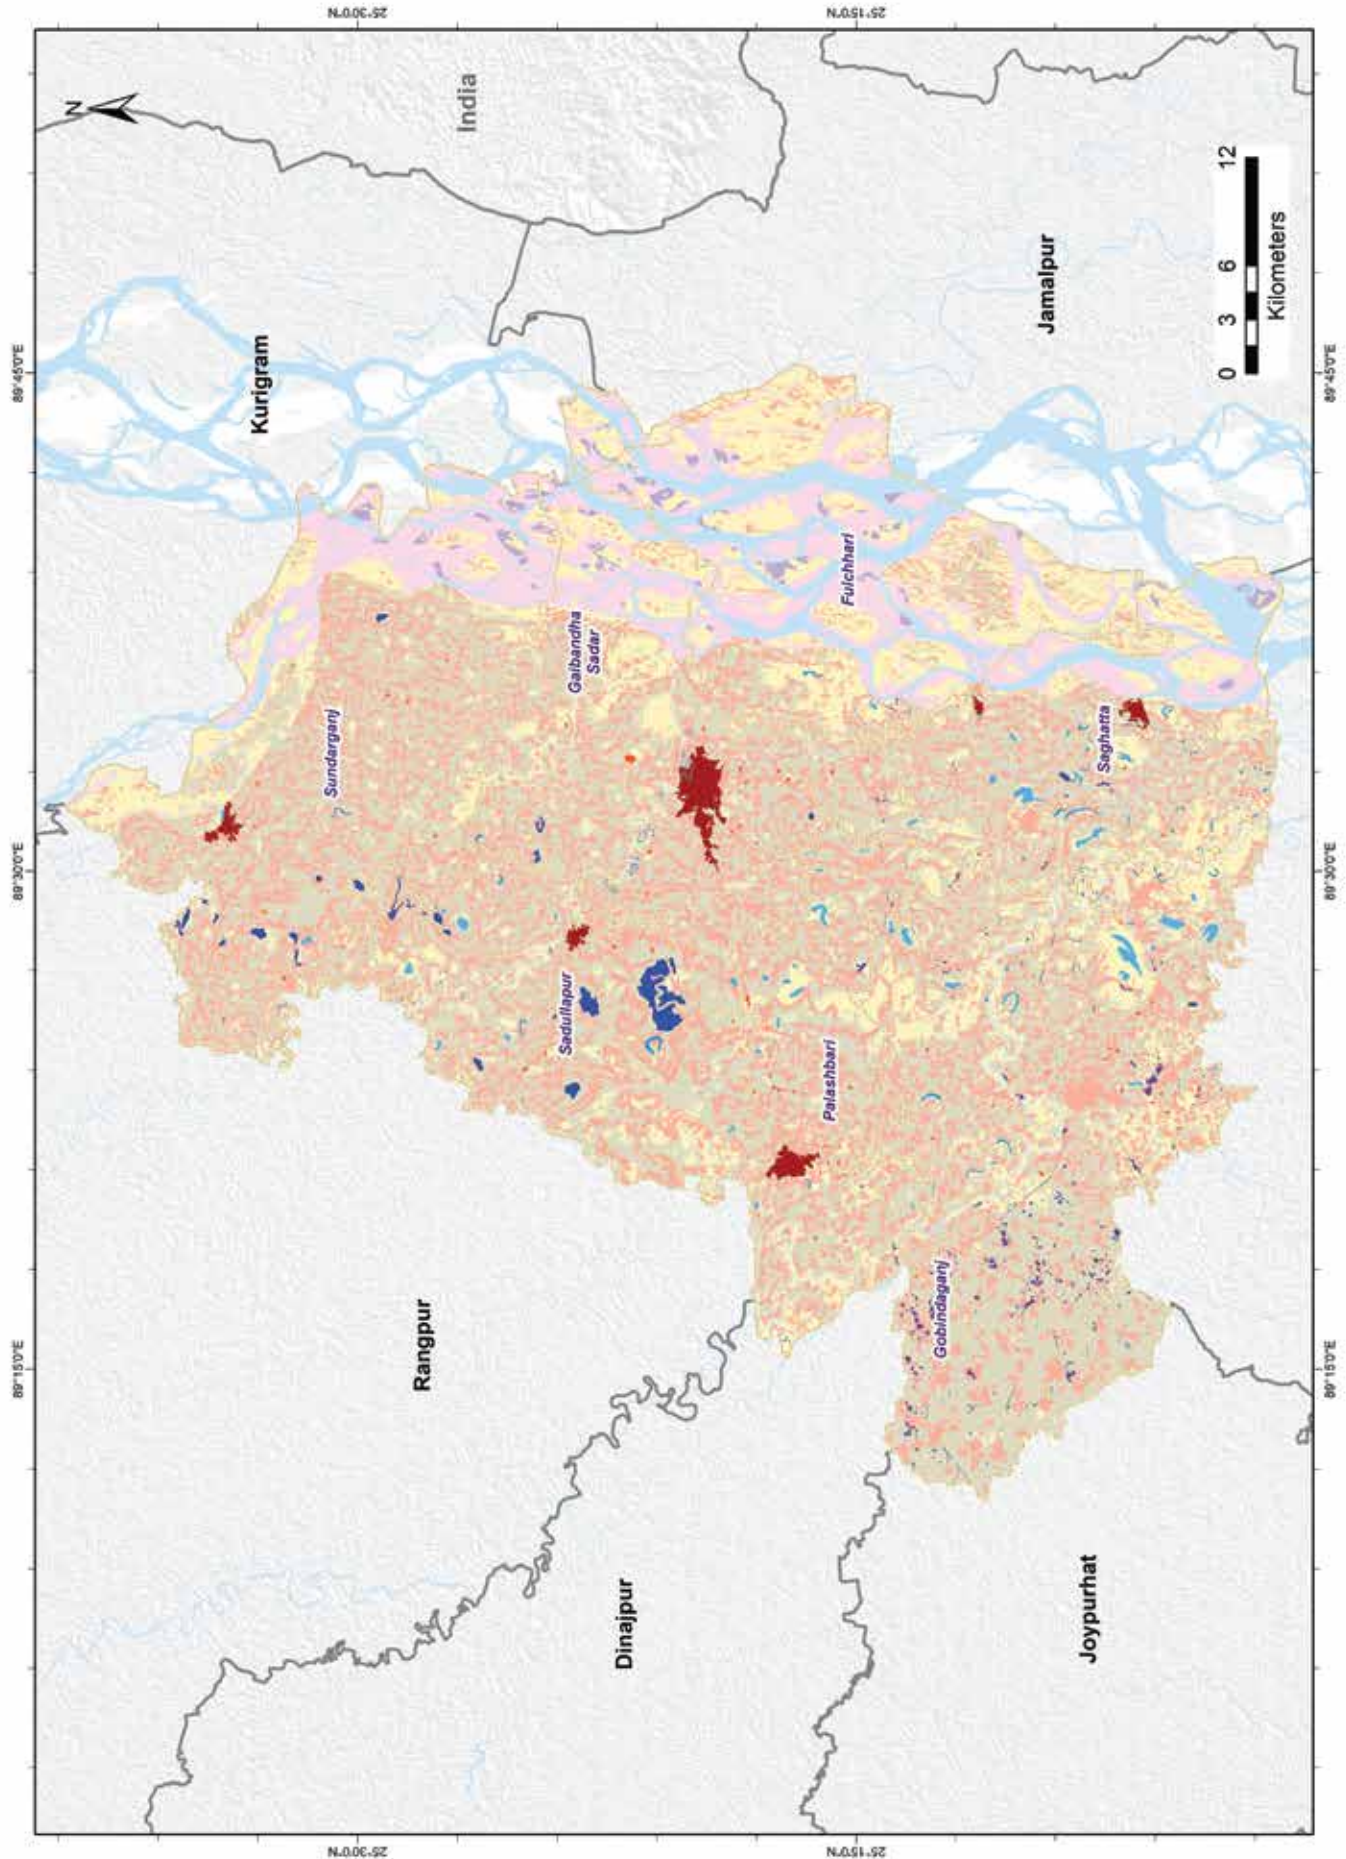 89°15'0"E
89°30'0"E
89°45'0"E
N
Kurigram
Sundarganj
25°30'0"N
25°30'0"N
Rangpur
India
Sadullapur
Gaibandha
Sadar
Dinajpur
Palashbari
Fulchhari
25°15'0"N
25°15'0"N
Gobindaganj
Jamalpur
Joypurhat
Saghatta
0 3 6 12
Kilometers
89°15'0"E
89°30'0"E
89°45'0"E